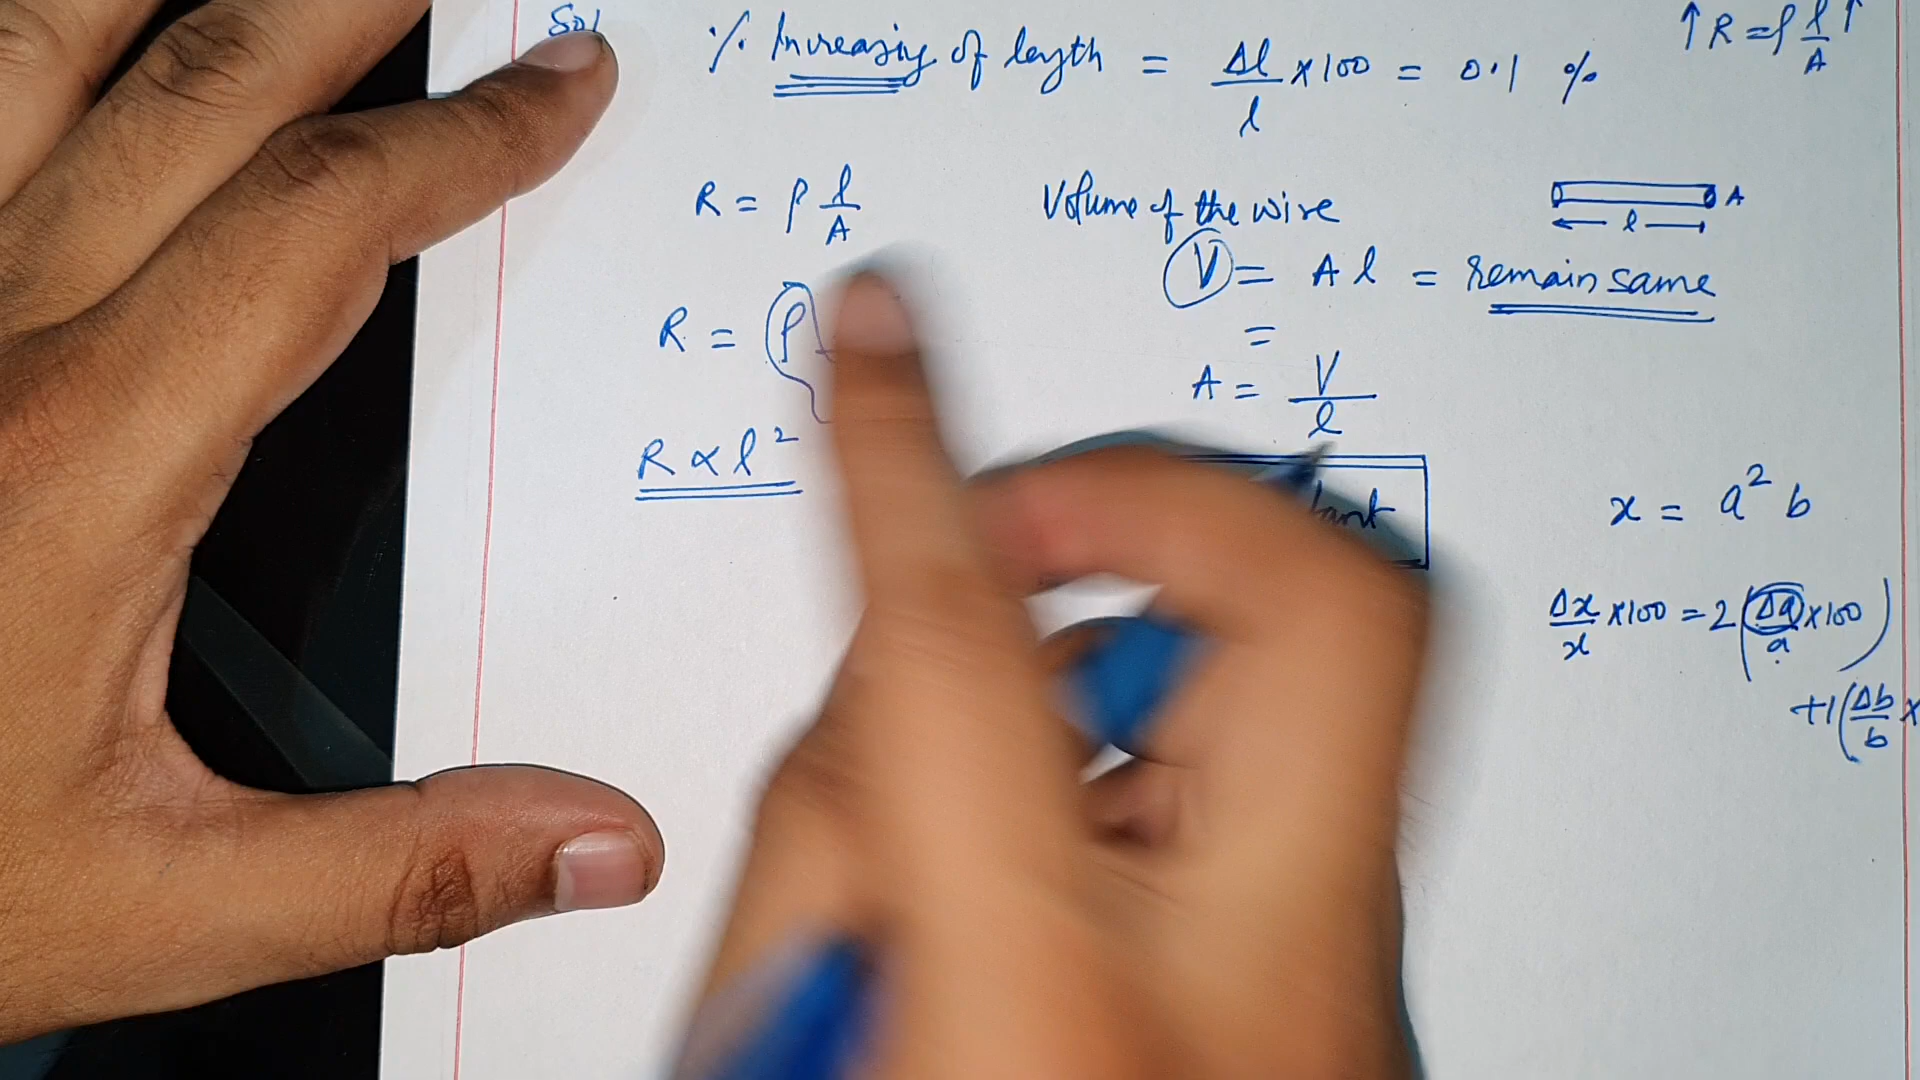 Sol
% Increasing of length = Δl/l × 100 = 0.1 %
↑ R = ρ l/A ↑
R = ρ l/A
Volume of the wire
A
l
V = A l = remain same
R = ρ
=
A = V/l
R ∝ l²
x = a² b
Δx/x × 100 = 2 (Δa/a × 100)
+1 (Δb/b ×